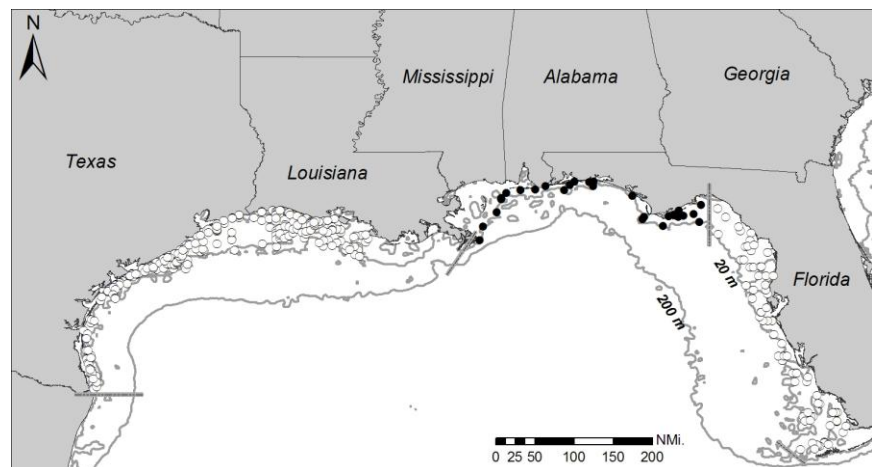 N
Mississippi
Alabama
Georgia
Texas
Louisiana
Florida
20 m
200 m
NMi.
0 25 50 100 150 200